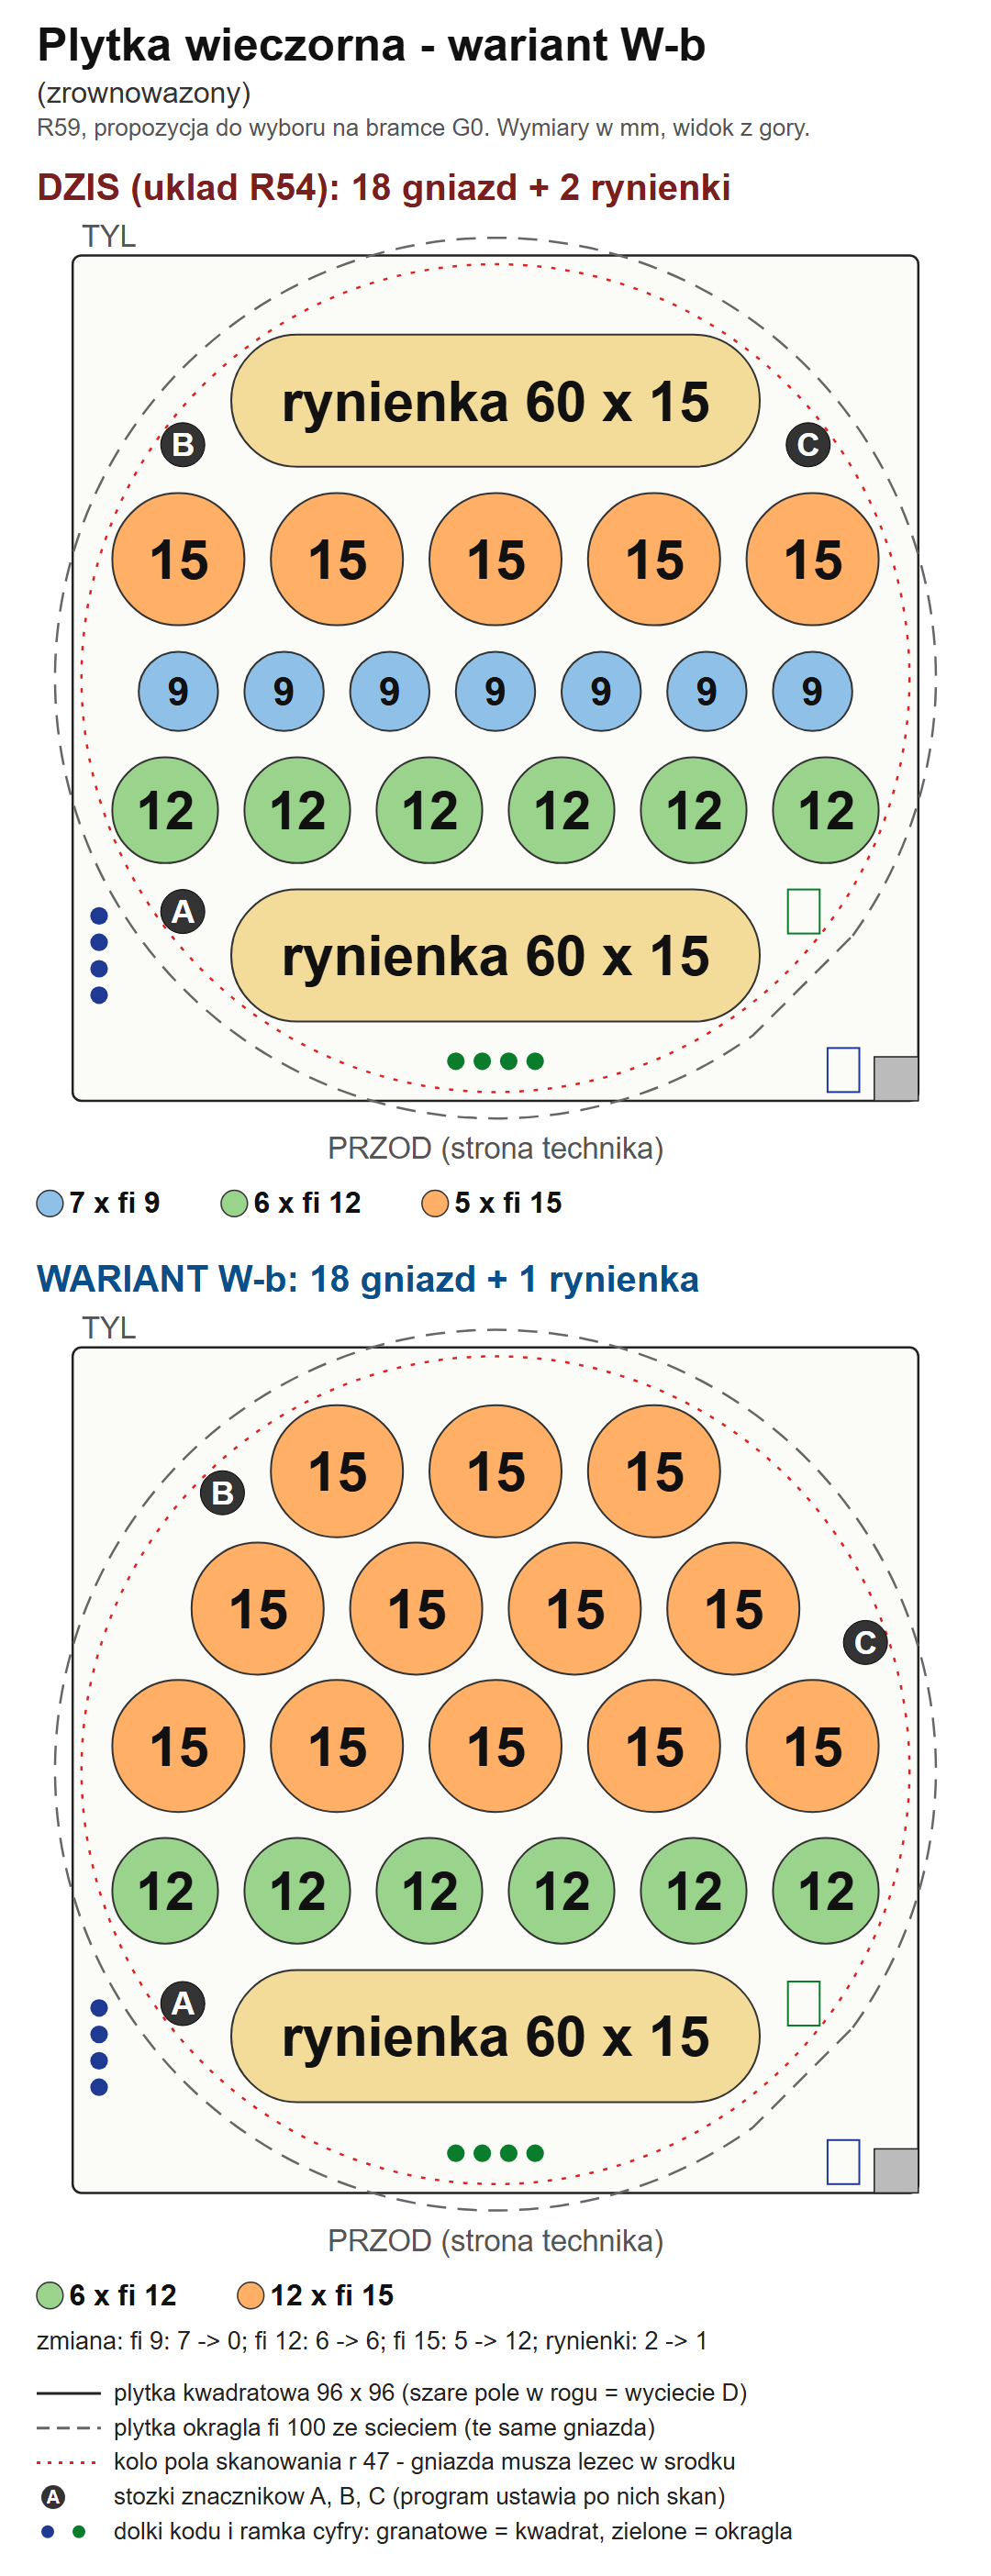 Plytka wieczorna - wariant W-b
(zrownowazony)
R59, propozycja do wyboru na bramce G0. Wymiary w mm, widok z gory.
DZIS (uklad R54): 18 gniazd + 2 rynienki
TYL
rynienka 60 x 15
B C
15 15 15 15 15
9 9 9 9 9 9 9
12 12 12 12 12 12
A
rynienka 60 x 15
PRZOD (strona technika)
7 x fi 9 6 x fi 12 5 x fi 15
WARIANT W-b: 18 gniazd + 1 rynienka
TYL
15 15 15
B
15 15 15 15
C
15 15 15 15 15
12 12 12 12 12 12
A
rynienka 60 x 15
PRZOD (strona technika)
6 x fi 12 12 x fi 15
zmiana: fi 9: 7 -> 0; fi 12: 6 -> 6; fi 15: 5 -> 12; rynienki: 2 -> 1
plytka kwadratowa 96 x 96 (szare pole w rogu = wyciecie D)
plytka okragla fi 100 ze scieciem (te same gniazda)
kolo pola skanowania r 47 - gniazda musza lezec w srodku
A stozki znacznikow A, B, C (program ustawia po nich skan)
dolki kodu i ramka cyfry: granatowe = kwadrat, zielone = okragla